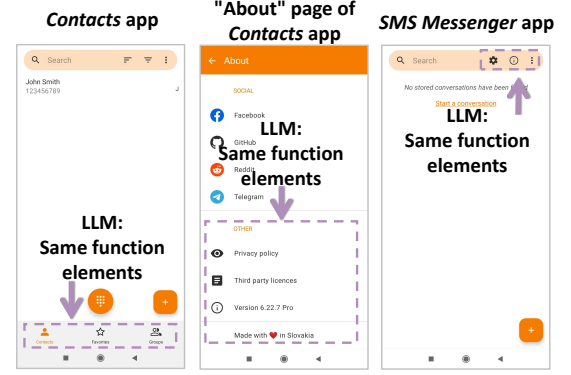 Contacts app
Search
John Smith
123456789
J
LLM:
Same function
elements
Contacts
Favorites
Groups
"About" page of
Contacts app
About
SOCIAL
Facebook
GitHub
Reddit
Telegram
LLM:
Same function
elements
OTHER
Privacy policy
Third party licences
Version 6.22.7 Pro
Made with ❤ in Slovakia
SMS Messenger app
Search
No stored conversations have been found
Start a conversation
LLM:
Same function
elements